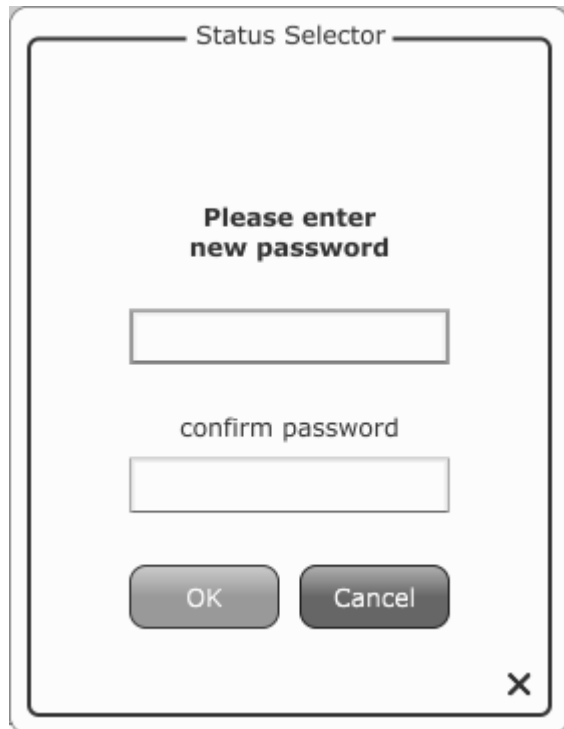 Status Selector
Please enter
new password
confirm password
OK
Cancel